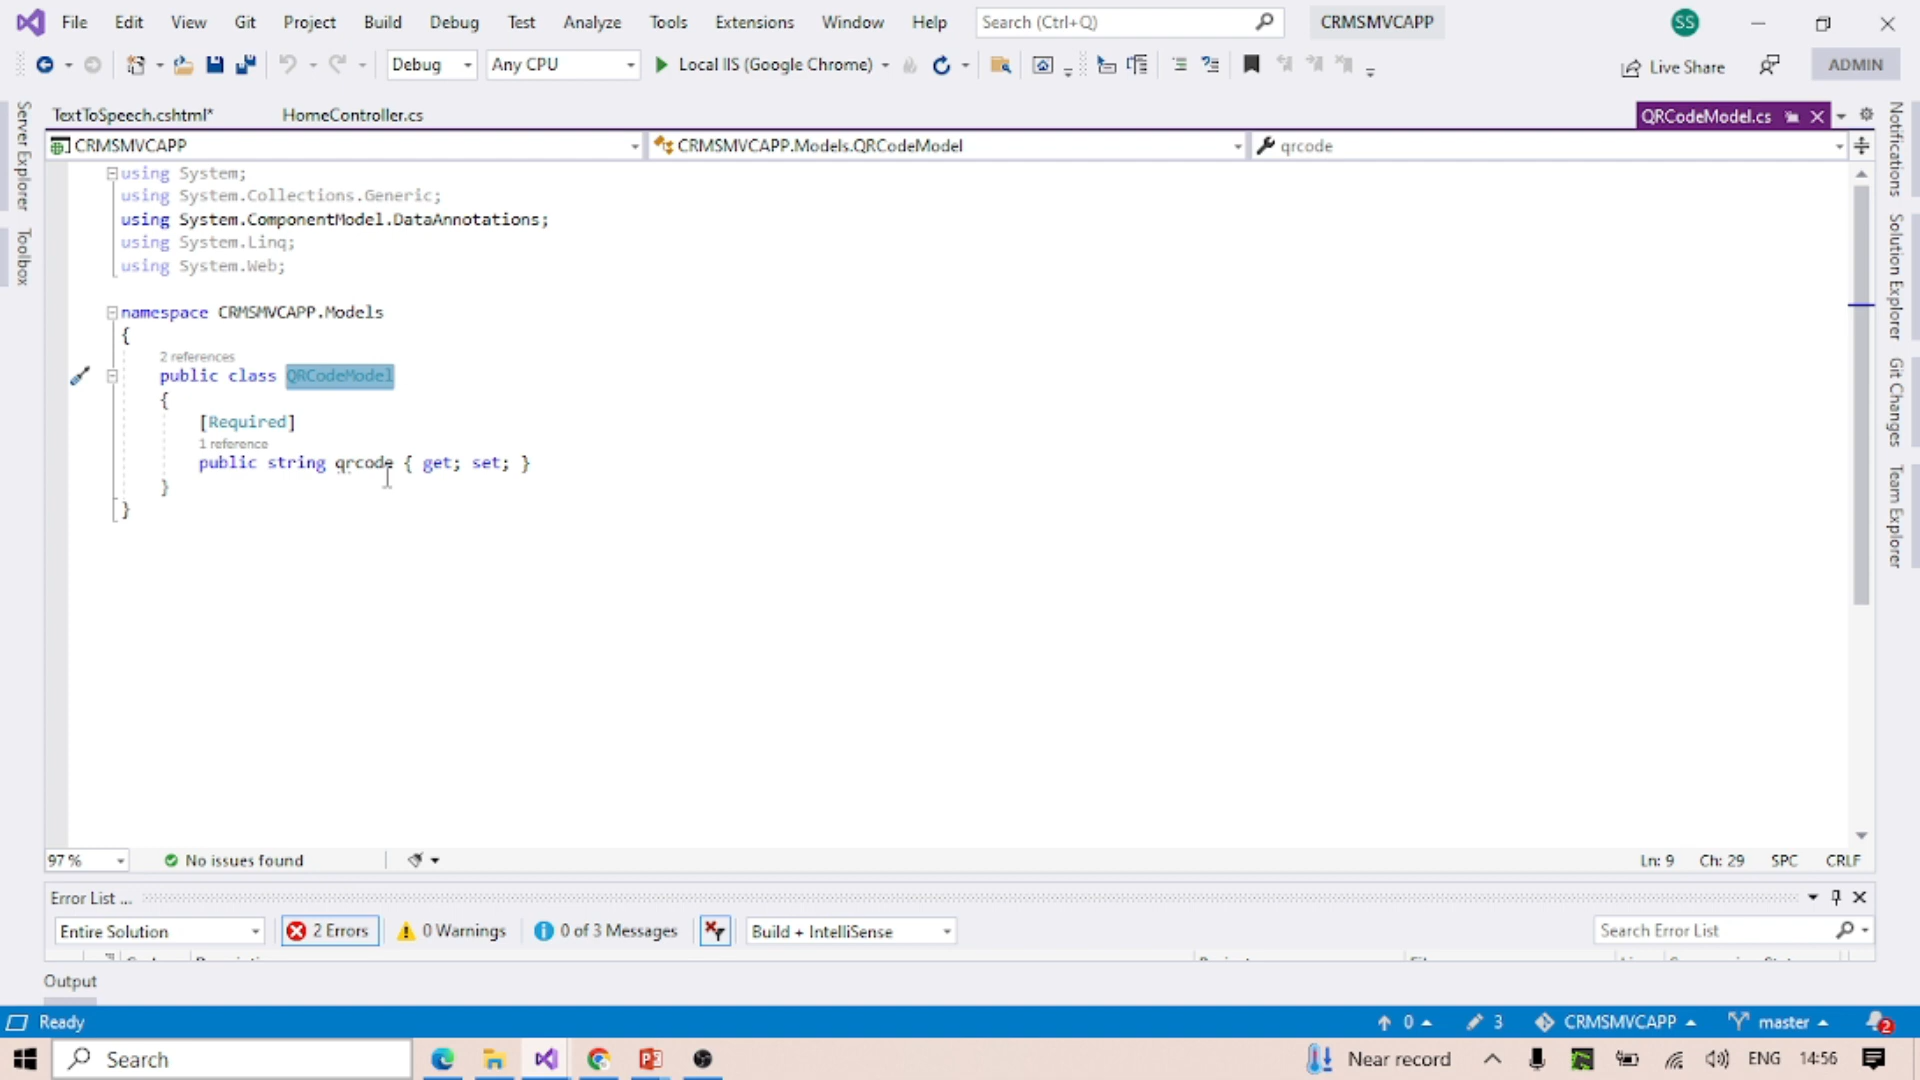 File Edit View Git Project Build Debug Test Analyze Tools Extensions Window Help Search (Ctrl+Q) CRMSMVCAPP SS
Debug Any CPU Local IIS (Google Chrome) Live Share ADMIN
TextToSpeech.cshtml* HomeController.cs QRCodeModel.cs
CRMSMVCAPP CRMSMVCAPP.Models.QRCodeModel qrcode
Server Explorer
Toolbox
using System;
using System.Collections.Generic;
using System.ComponentModel.DataAnnotations;
using System.Linq;
using System.Web;
namespace CRMSMVCAPP.Models
{
2 references
public class QRCodeModel
{
[Required]
1 reference
public string qrcode { get; set; }
}
}
Notifications
Solution Explorer
Git Changes
Team Explorer
97 % No issues found Ln: 9 Ch: 29 SPC CRLF
Error List ...
Entire Solution 2 Errors 0 Warnings 0 of 3 Messages Build + IntelliSense Search Error List
Output
Ready 0 3 CRMSMVCAPP master 2
Search Near record ENG 14:56